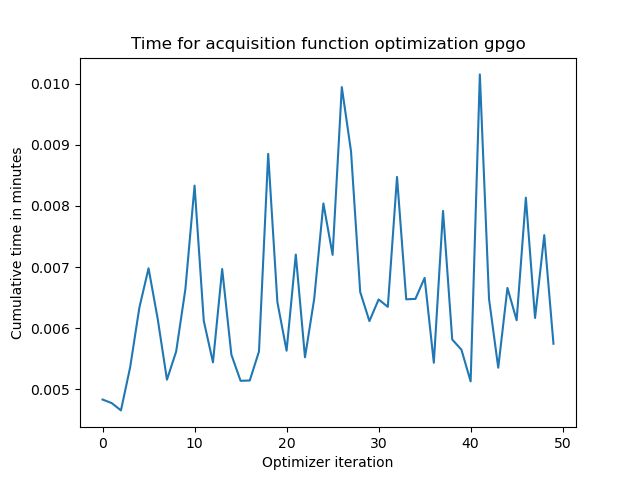 Time for acquisition function optimization gpgo
0.010
0.009
0.008
0.007
0.006
0.005
Cumulative time in minutes
0 10 20 30 40 50
Optimizer iteration